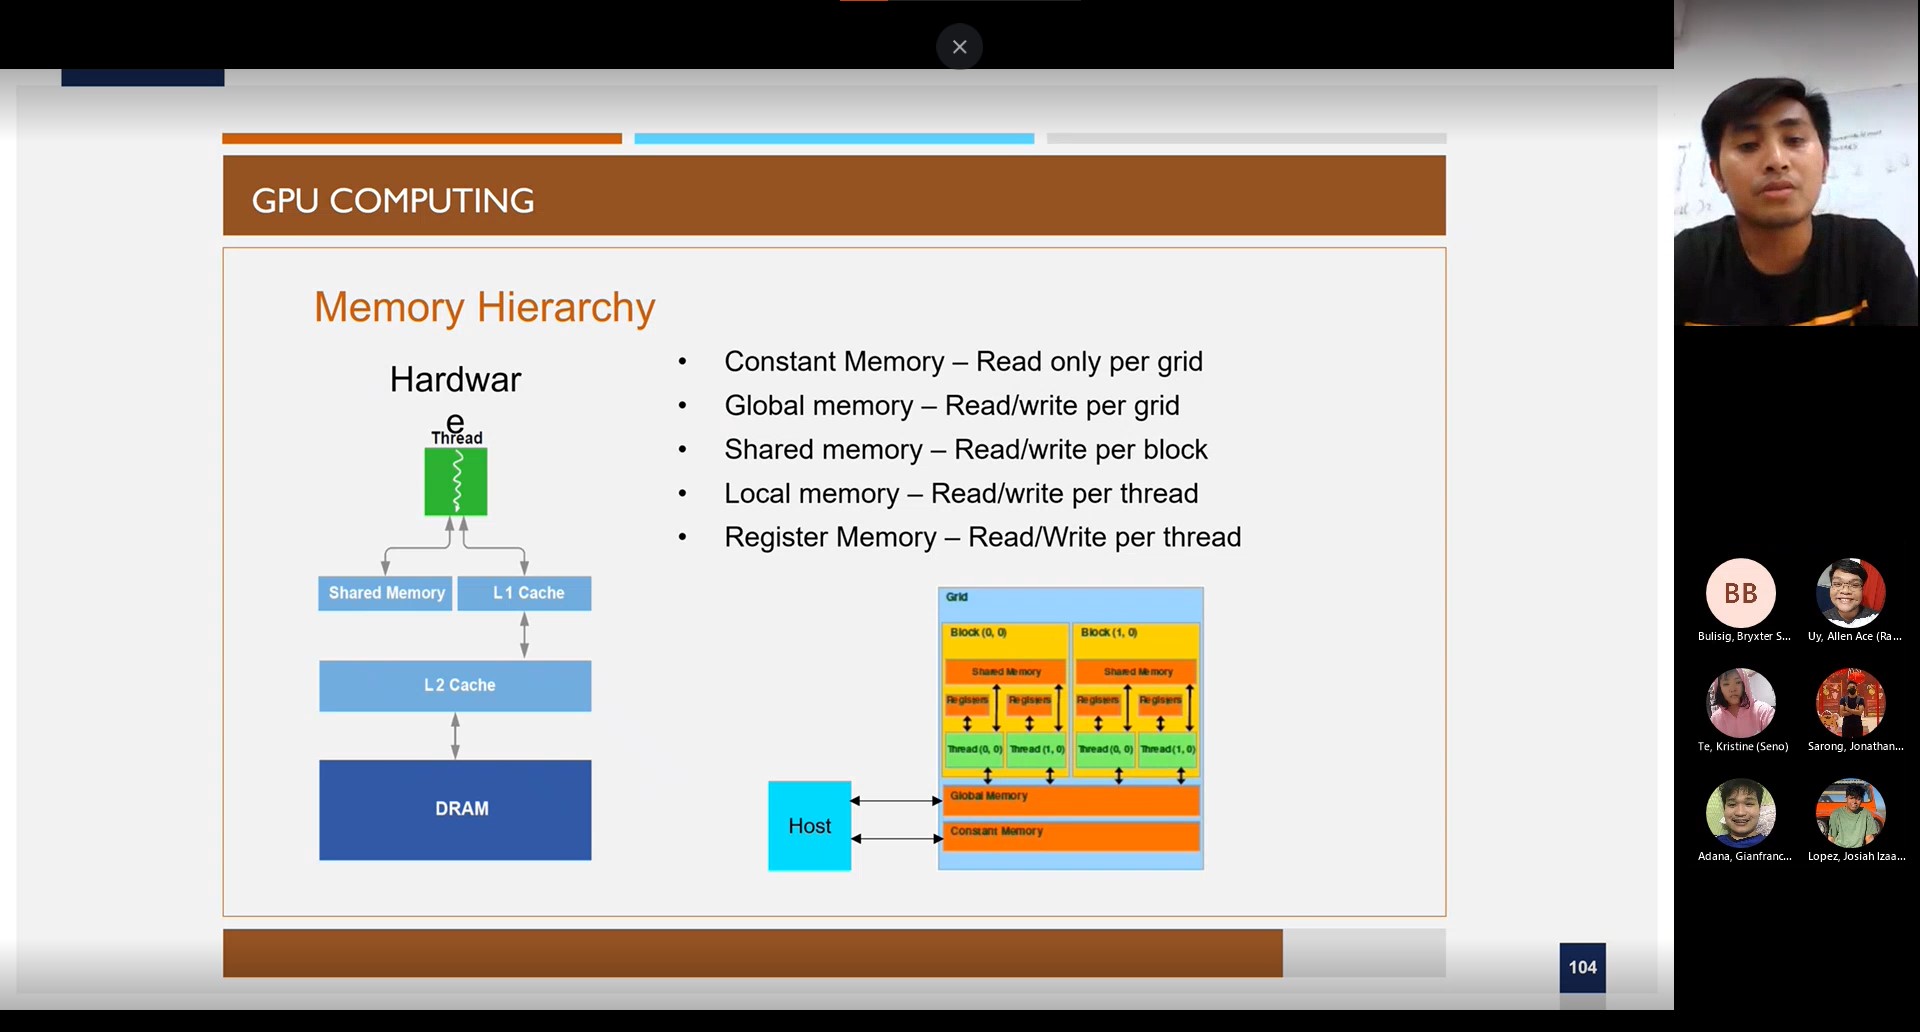 GPU COMPUTING
Memory Hierarchy
Hardwar
e
Thread
Shared Memory
L1 Cache
L2 Cache
DRAM
• Constant Memory – Read only per grid
• Global memory – Read/write per grid
• Shared memory – Read/write per block
• Local memory – Read/write per thread
• Register Memory – Read/Write per thread
Grid
Block (0, 0)
Block (1, 0)
Shared Memory
Shared Memory
Registers
Registers
Registers
Registers
Thread (0, 0)
Thread (1, 0)
Thread (0, 0)
Thread (1, 0)
Global Memory
Constant Memory
Host
104
BB
Bulisig, Bryxter S...
Uy, Allen Ace (Ra...
Te, Kristine (Seno)
Sarong, Jonathan...
Adana, Gianfranc...
Lopez, Josiah Izaa...